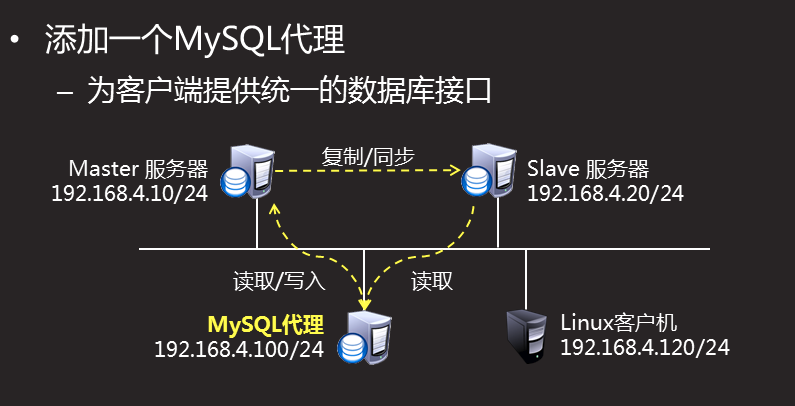 • 添加一个MySQL代理
– 为客户端提供统一的数据库接口
复制/同步
Master 服务器
192.168.4.10/24
Slave 服务器
192.168.4.20/24
读取/写入
读取
MySQL代理
192.168.4.100/24
Linux客户机
192.168.4.120/24